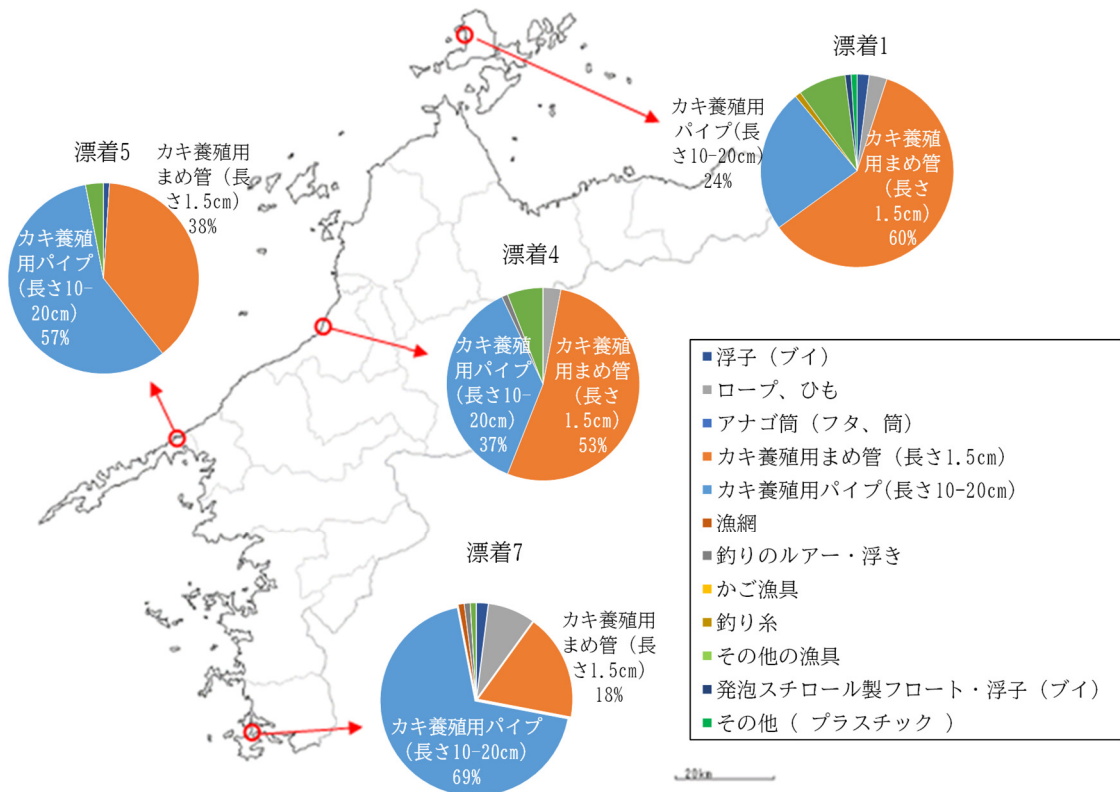 漂着1
カキ養殖用
パイプ(長
さ10-20cm)
24%
カキ養殖
用まめ管
(長さ
1.5cm)
60%
漂着5
カキ養殖用
まめ管（長
さ1.5cm)
38%
カキ養殖
用パイプ
(長さ10-
20cm)
57%
漂着4
カキ養殖
用パイプ
(長さ10-
20cm)
37%
カキ養殖
用まめ管
(長さ
1.5cm)
53%
漂着7
カキ養殖用
まめ管（長
さ1.5cm)
18%
カキ養殖用パイプ
(長さ10-20cm)
69%
浮子（ブイ）
ロープ、ひも
アナゴ筒（フタ、筒）
カキ養殖用まめ管（長さ1.5cm)
カキ養殖用パイプ(長さ10-20cm)
漁網
釣りのルアー・浮き
かご漁具
釣り糸
その他の漁具
発泡スチロール製フロート・浮子（ブイ）
その他（ プラスチック ）
20km